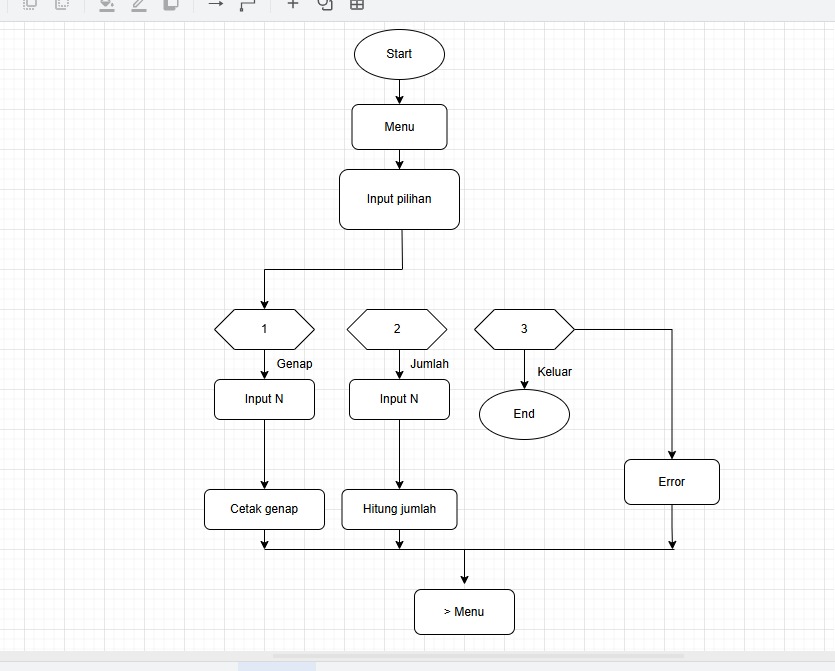 Start
Menu
Input pilihan
1
2
3
Genap
Jumlah
Keluar
Input N
Input N
End
Error
Cetak genap
Hitung jumlah
> Menu